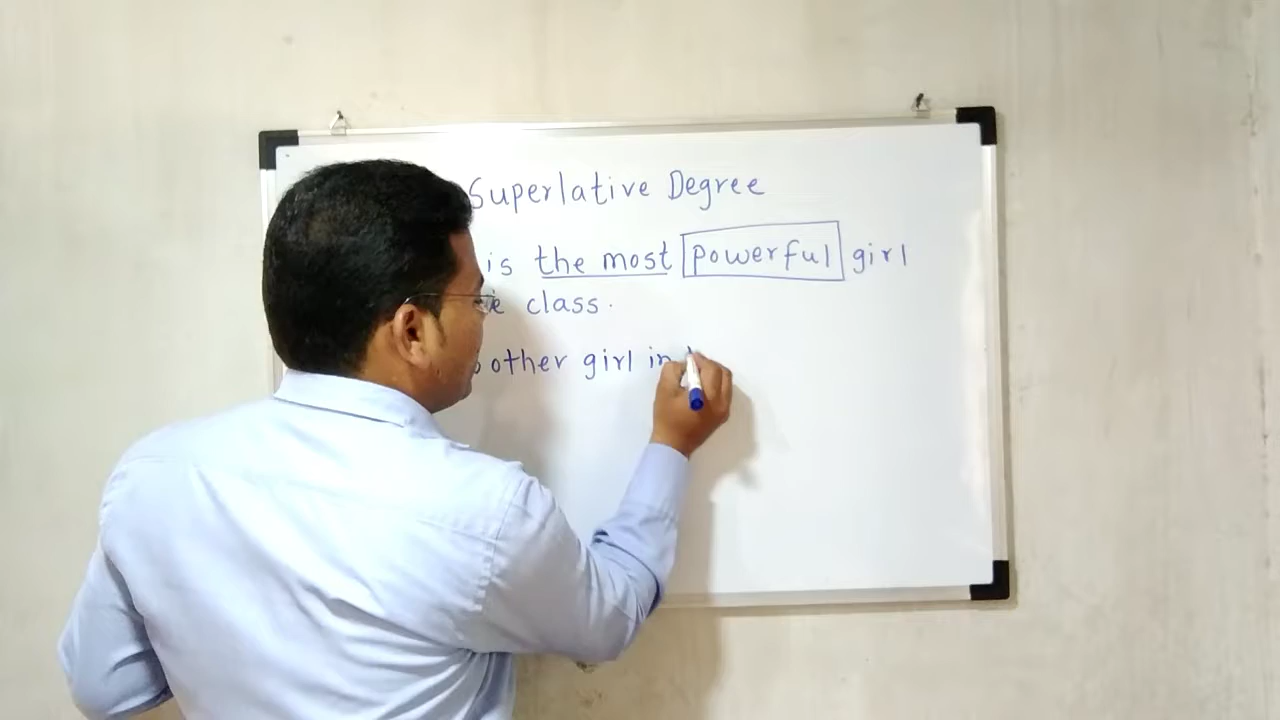 Superlative Degree
is the most powerful girl
class.
other girl in